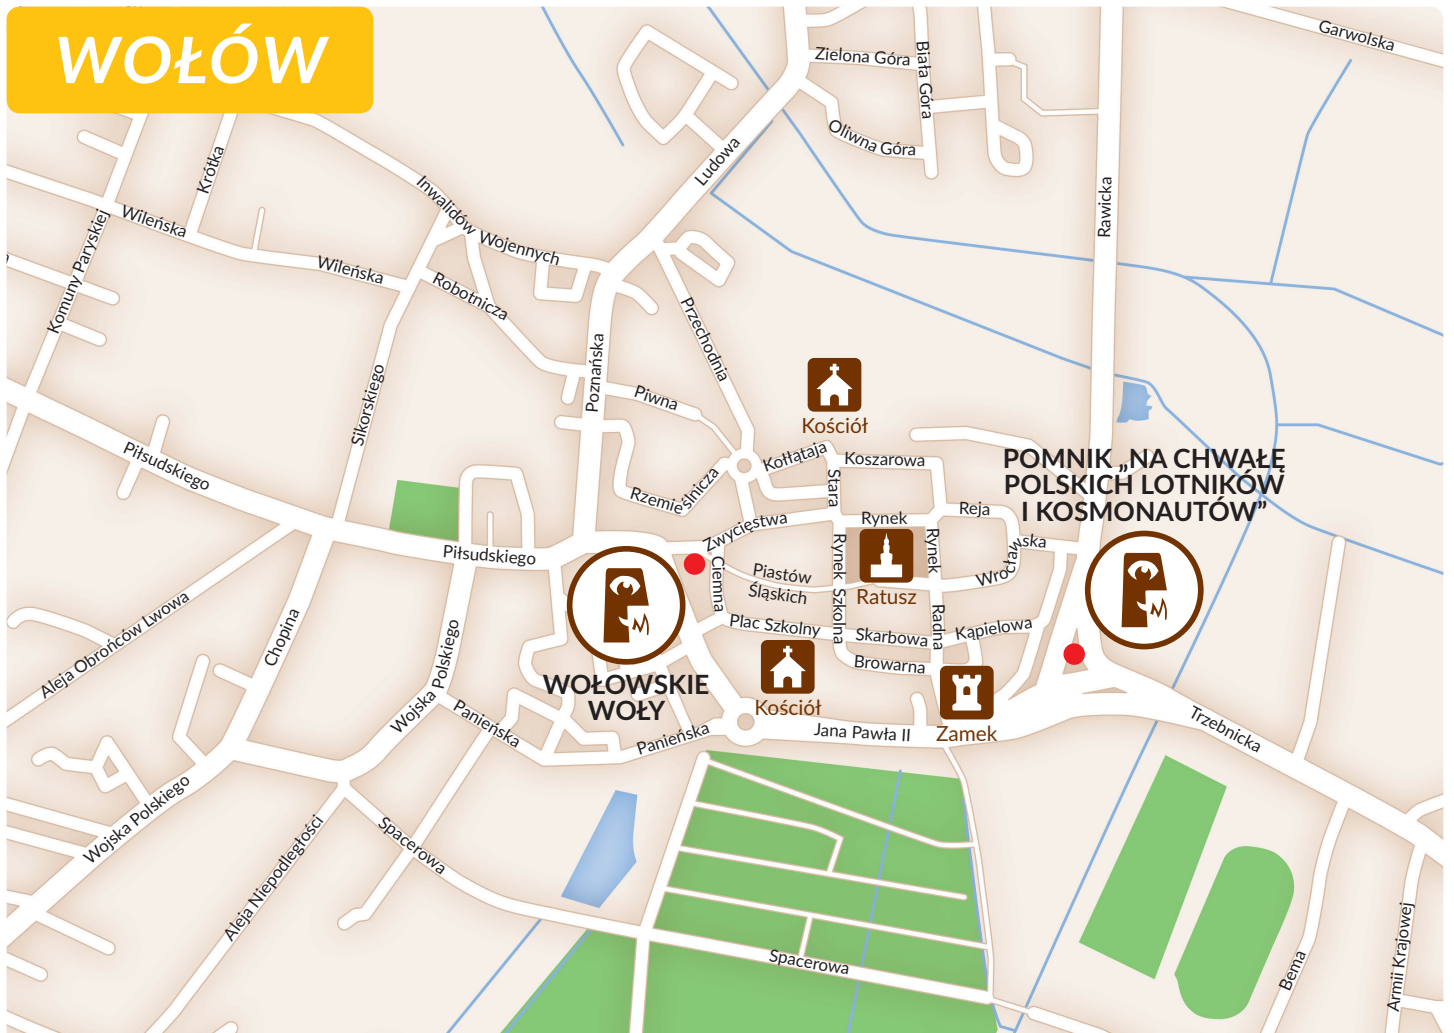 WOŁÓW
Garwolska
Zielona Góra
Biała Góra
Oliwna Góra
Ludowa
Krótka
Inwalidów Wojennych
Rawicka
Wileńska
Komuny Paryskiej
Wileńska
Robotnicza
Przechodnia
Poznańska
Sikorskiego
Piwna
Kościół
Piłsudskiego
Kołłątaja
Koszarowa
POMNIK „NA CHWAŁĘ
POLSKICH LOTNIKÓW
I KOSMONAUTÓW”
Rzemieślnicza
Stara
Zwycięstwa
Rynek
Reja
Piłsudskiego
Ciemna
Piastów
Śląskich
Rynek
Szkolna
Ratusz
Rynek
Wrocławska
Aleja Obrońców Lwowa
Chopina
Wojska Polskiego
Plac Szkolny
Skarbowa
Radna
Kąpielowa
Browarna
WOŁOWSKIE
WOŁY
Kościół
Zamek
Panieńska
Panieńska
Jana Pawła II
Trzebnicka
Wojska Polskiego
Aleja Niepodległości
Spacerowa
Spacerowa
Bema
Armii Krajowej